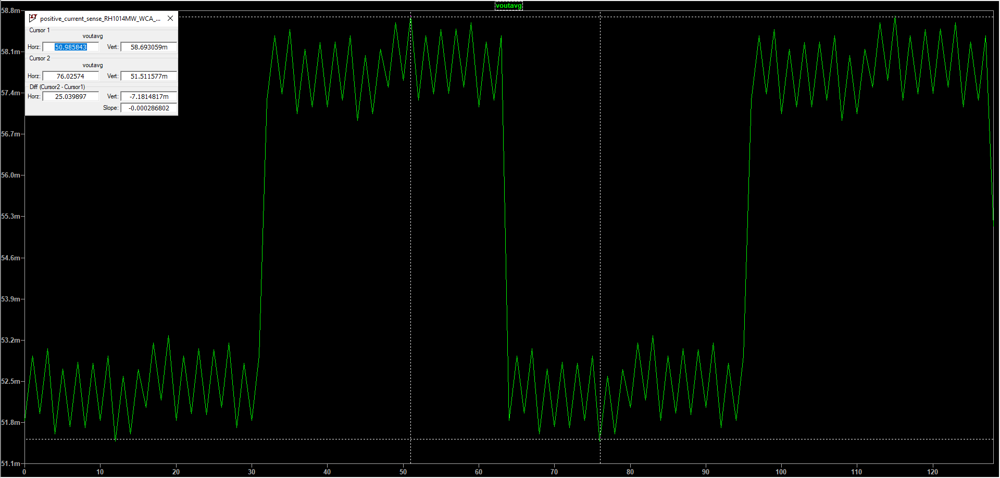 voutavg
58.8m
58.1m
57.4m
56.7m
56.0m
55.3m
54.6m
53.9m
53.2m
52.5m
51.8m
51.1m
positive_current_sense_RH1014MW_WCA_...
Cursor 1
voutavg
Horz: 50.985843 Vert: 58.693059m
Cursor 2
voutavg
Horz: 76.02574 Vert: 51.511577m
Diff (Cursor2 - Cursor1)
Horz: 25.039897 Vert: -7.1814817m
Slope: -0.000286802
0 10 20 30 40 50 60 70 80 90 100 110 120